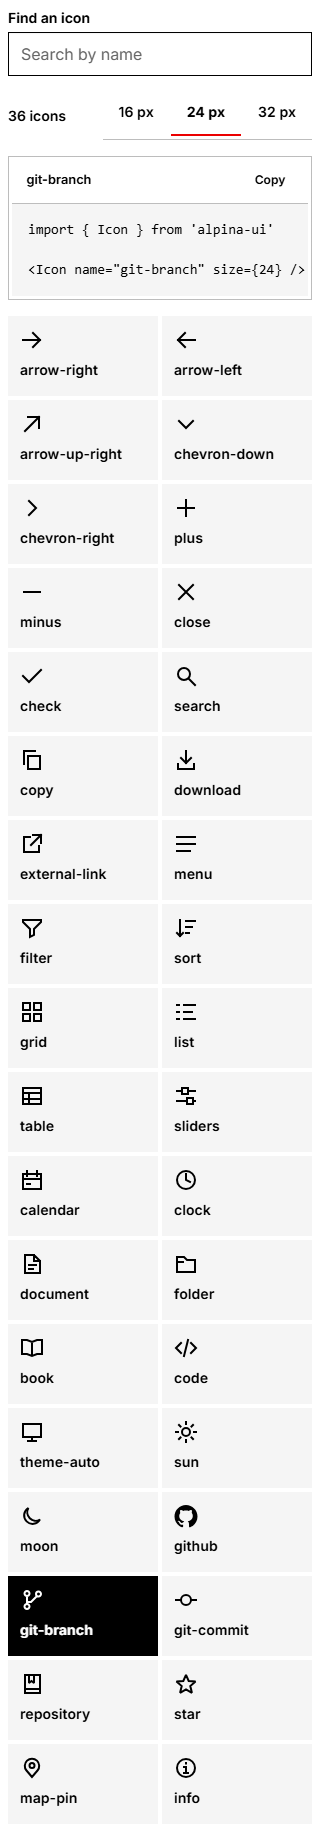 Find an icon
Search by name
36 icons
16 px
24 px
32 px
git-branch
Copy
import { Icon } from 'alpina-ui'
<Icon name="git-branch" size={24} />
arrow-right
arrow-left
arrow-up-right
chevron-down
chevron-right
plus
minus
close
check
search
copy
download
external-link
menu
filter
sort
grid
list
table
sliders
calendar
clock
document
folder
book
code
theme-auto
sun
moon
github
git-branch
git-commit
repository
star
map-pin
info